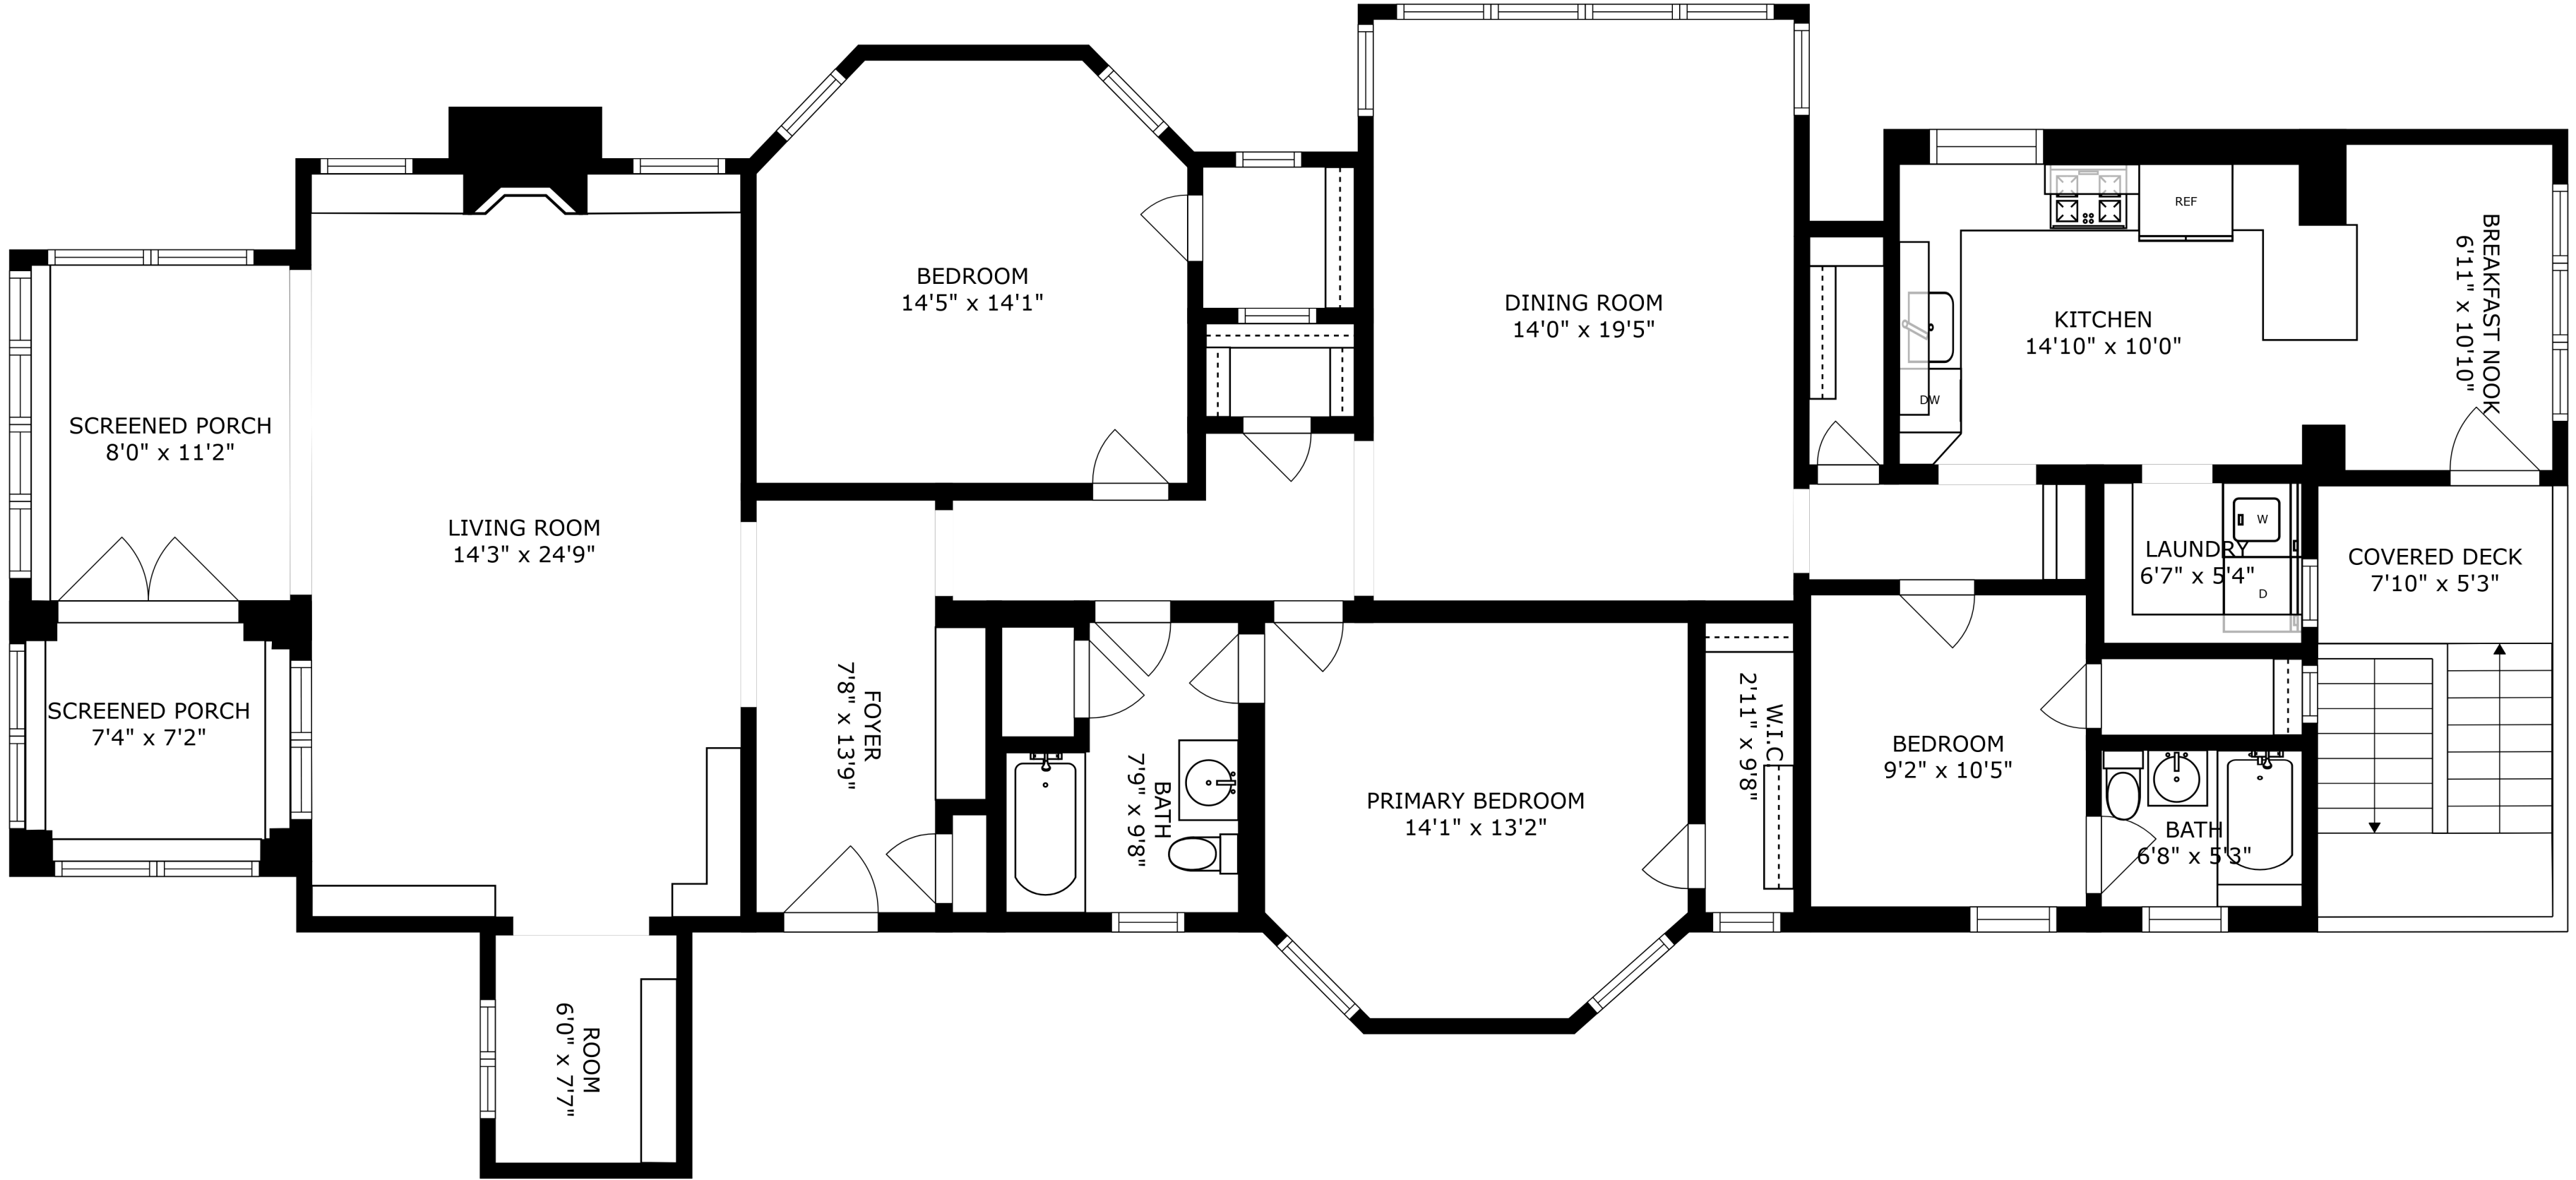 BEDROOM
14'5" x 14'1"
DINING ROOM
14'0" x 19'5"
REF
KITCHEN
14'10" x 10'0"
DW
BREAKFAST NOOK
6'11" x 10'10"
SCREENED PORCH
8'0" x 11'2"
LIVING ROOM
14'3" x 24'9"
W
LAUNDRY
6'7" x 5'4"
D
COVERED DECK
7'10" x 5'3"
SCREENED PORCH
7'4" x 7'2"
FOYER
7'8" x 13'9"
BATH
7'9" x 9'8"
PRIMARY BEDROOM
14'1" x 13'2"
W.I.C.
2'11" x 9'8"
BEDROOM
9'2" x 10'5"
BATH
6'8" x 5'3"
ROOM
6'0" x 7'7"